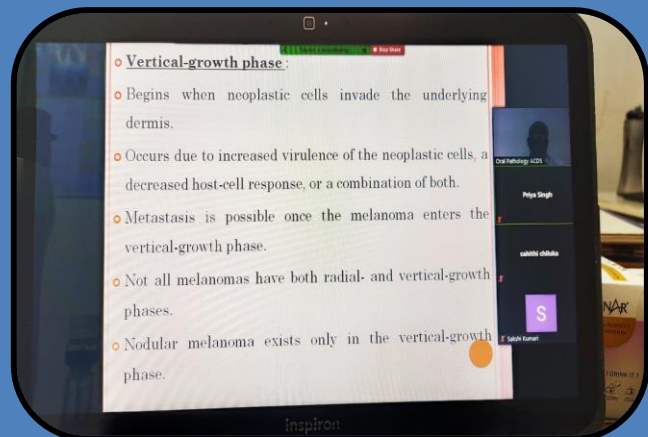 Stop Share
Vertical-growth phase :
Begins when neoplastic cells invade the underlying
dermis.
Occurs due to increased virulence of the neoplastic cells, a
decreased host-cell response, or a combination of both.
Metastasis is possible once the melanoma enters the
vertical-growth phase.
Not all melanomas have both radial- and vertical-growth
phases.
Nodular melanoma exists only in the vertical-growth
phase.
Oral Pathology ACDS
Priya Singh
sahithi chiluka
S
Sakshi Kumari
inspiron
NAR